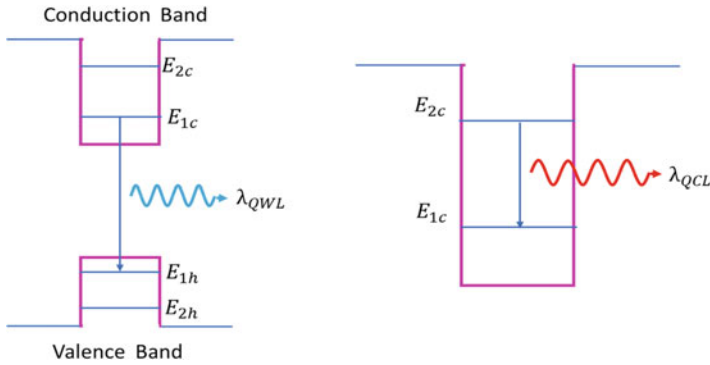 Conduction Band
E2c
E1c
λQWL
E1h
E2h
Valence Band
E2c
E1c
λQCL